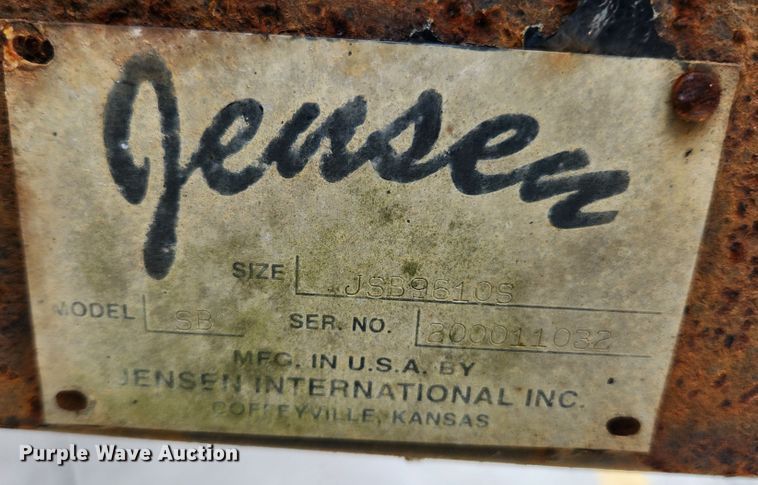 Jensen
SIZE JSB9610S
MODEL SB SER. NO. 800011032
MFG. IN U.S.A. BY
JENSEN INTERNATIONAL INC.
COFFEYVILLE, KANSAS
Purple Wave Auction